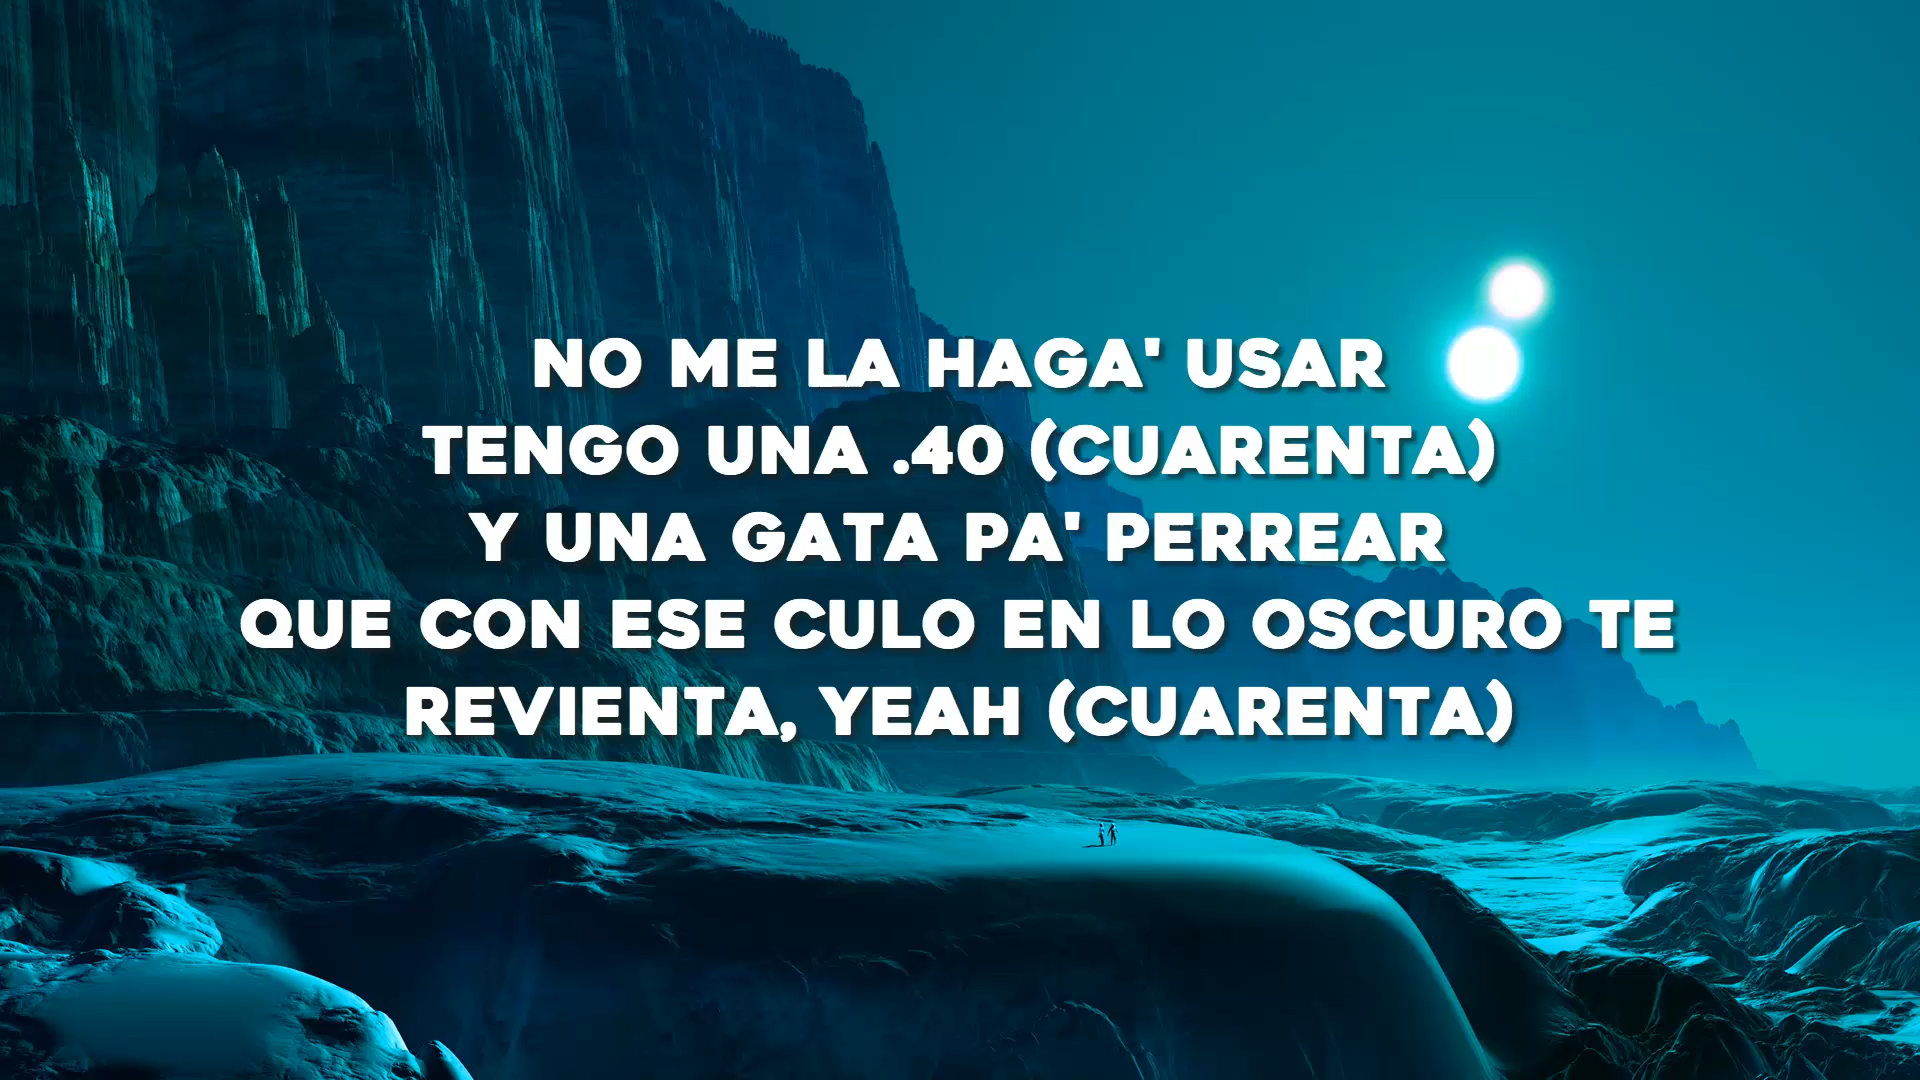 NO ME LA HAGA' USAR
TENGO UNA .40 (CUARENTA)
Y UNA GATA PA' PERREAR
QUE CON ESE CULO EN LO OSCURO TE
REVIENTA, YEAH (CUARENTA)